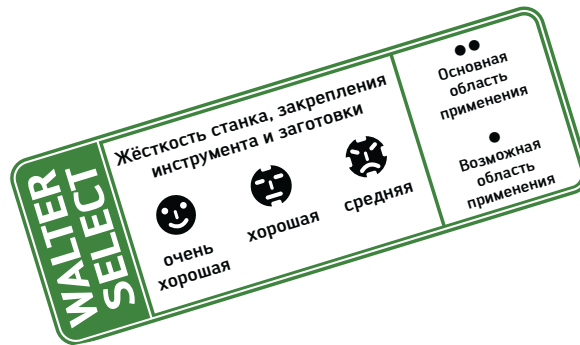 WALTER
SELECT
Жёсткость станка, закрепления
инструмента и заготовки
очень
хорошая
хорошая
средняя
Основная
область
применения
Возможная
область
применения